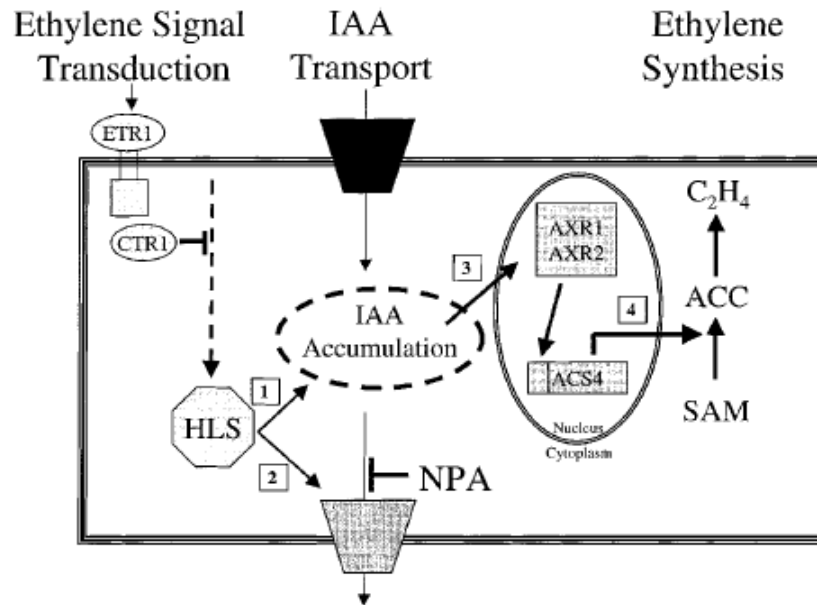 Ethylene Signal
Transduction
IAA
Transport
Ethylene
Synthesis
ETR1
CTR1
HLS
1
2
IAA
Accumulation
3
NPA
AXR1
AXR2
ACS4
Nucleus
Cytoplasm
4
C₂H₄
ACC
SAM